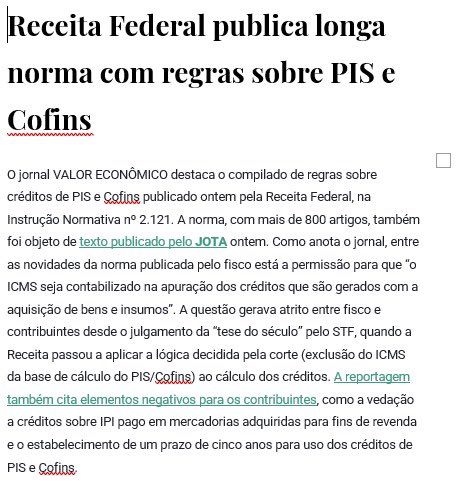 Receita Federal publica longa
norma com regras sobre PIS e
Cofins
O jornal VALOR ECONÔMICO destaca o compilado de regras sobre
créditos de PIS e Cofins publicado ontem pela Receita Federal, na
Instrução Normativa nº 2.121. A norma, com mais de 800 artigos, também
foi objeto de texto publicado pelo JOTA ontem. Como anota o jornal, entre
as novidades da norma publicada pelo fisco está a permissão para que “o
ICMS seja contabilizado na apuração dos créditos que são gerados com a
aquisição de bens e insumos”. A questão gerava atrito entre fisco e
contribuintes desde o julgamento da “tese do século” pelo STF, quando a
Receita passou a aplicar a lógica decidida pela corte (exclusão do ICMS
da base de cálculo do PIS/Cofins) ao cálculo dos créditos. A reportagem
também cita elementos negativos para os contribuintes, como a vedação
a créditos sobre IPI pago em mercadorias adquiridas para fins de revenda
e o estabelecimento de um prazo de cinco anos para uso dos créditos de
PIS e Cofins.